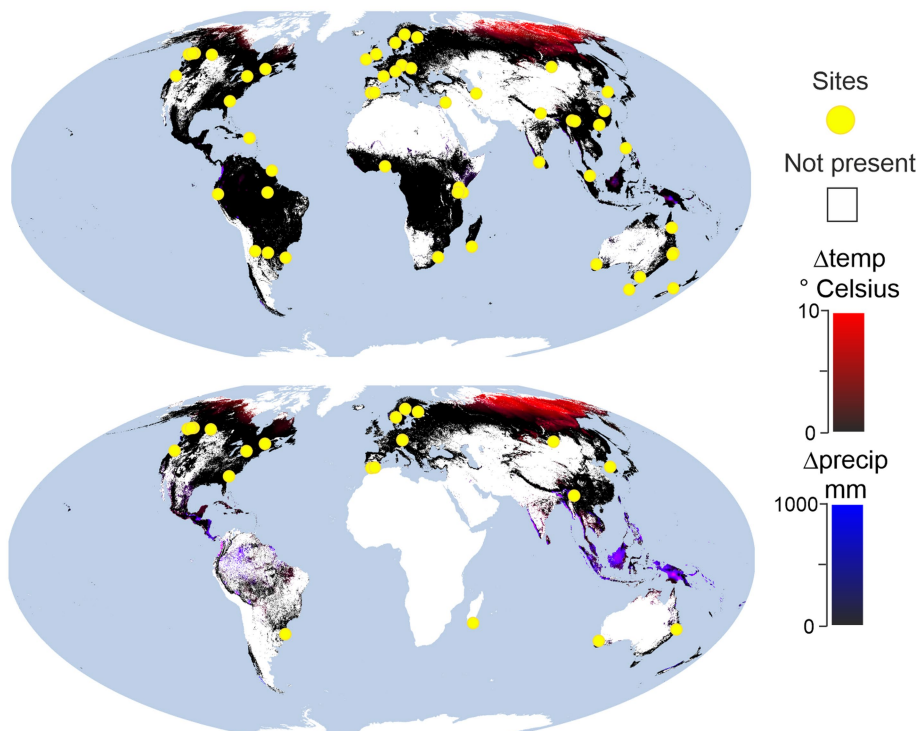 Sites
Not present
Δtemp
° Celsius
10
0
Δprecip
mm
1000
0